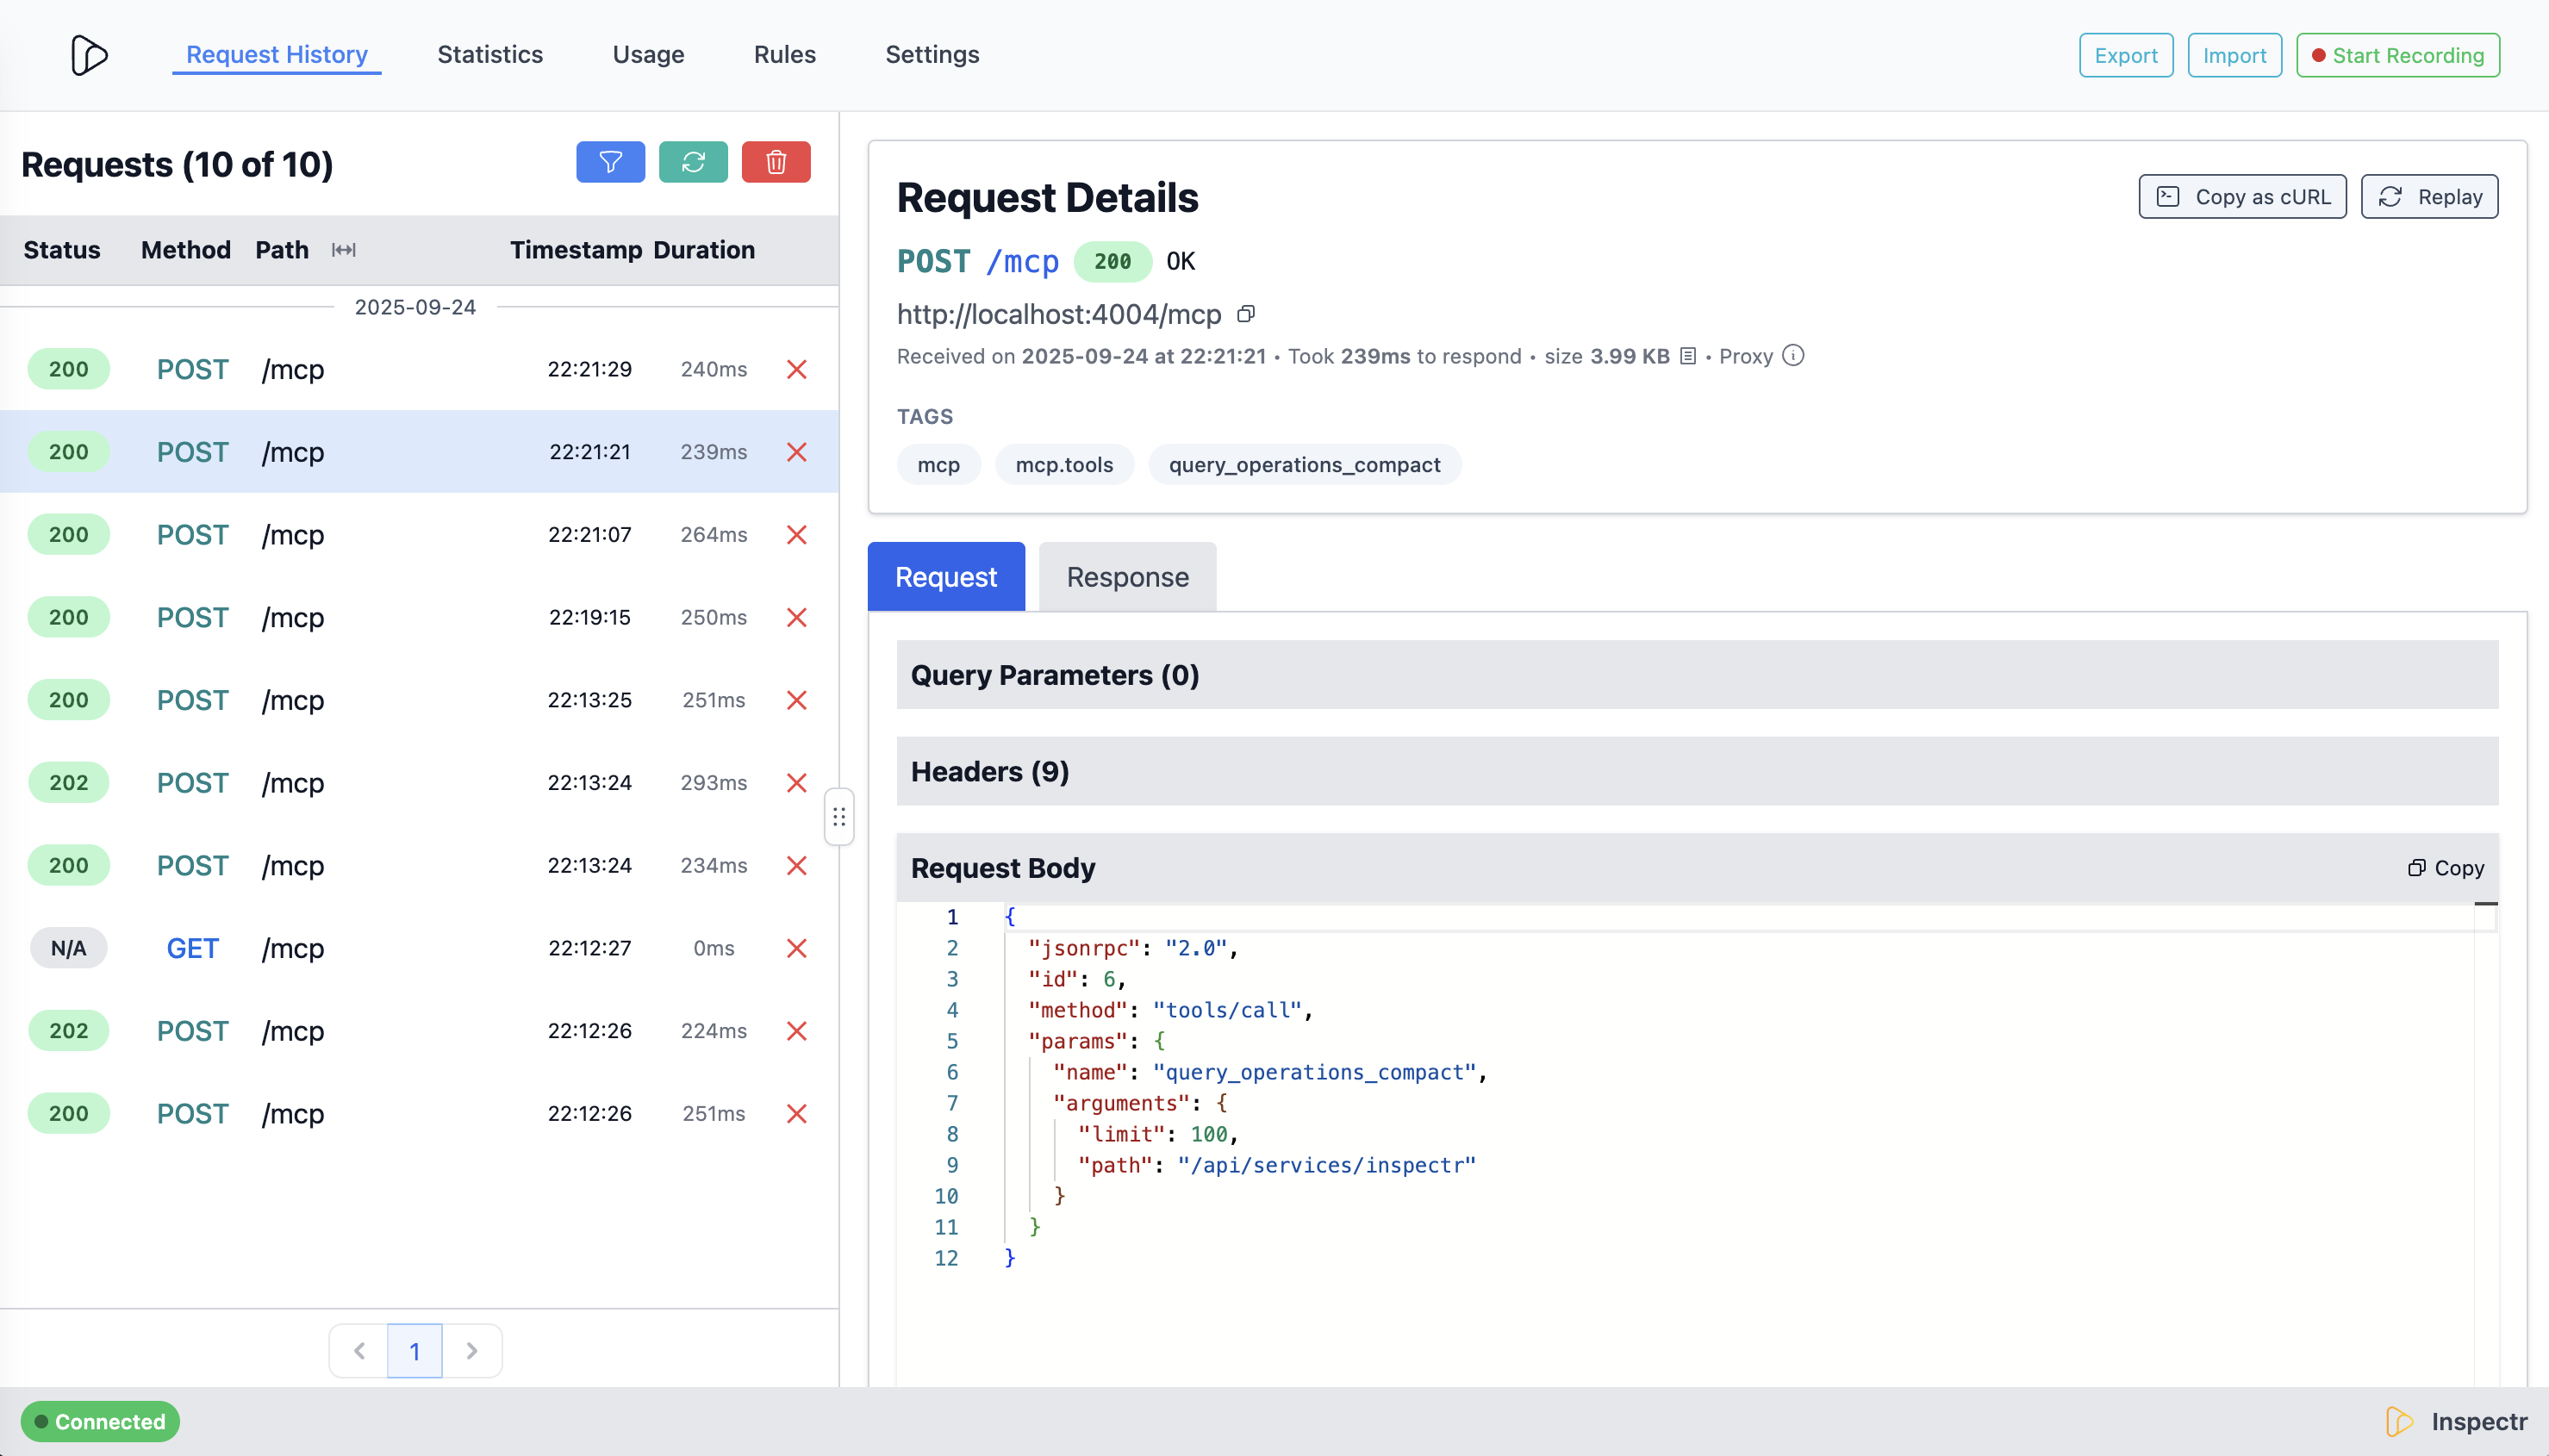 Request History Statistics Usage Rules Settings Export Import Start Recording
Requests (10 of 10)
Status Method Path Timestamp Duration
2025-09-24
200 POST /mcp 22:21:29 240ms
200 POST /mcp 22:21:21 239ms
200 POST /mcp 22:21:07 264ms
200 POST /mcp 22:19:15 250ms
200 POST /mcp 22:13:25 251ms
202 POST /mcp 22:13:24 293ms
200 POST /mcp 22:13:24 234ms
N/A GET /mcp 22:12:27 0ms
202 POST /mcp 22:12:26 224ms
200 POST /mcp 22:12:26 251ms
1
Request Details Copy as cURL Replay
POST /mcp 200 OK
http://localhost:4004/mcp
Received on 2025-09-24 at 22:21:21 • Took 239ms to respond • size 3.99 KB • Proxy
TAGS
mcp mcp.tools query_operations_compact
Request Response
Query Parameters (0)
Headers (9)
Request Body Copy
1 {
2 "jsonrpc": "2.0",
3 "id": 6,
4 "method": "tools/call",
5 "params": {
6 "name": "query_operations_compact",
7 "arguments": {
8 "limit": 100,
9 "path": "/api/services/inspectr"
10 }
11 }
12 }
Connected Inspectr